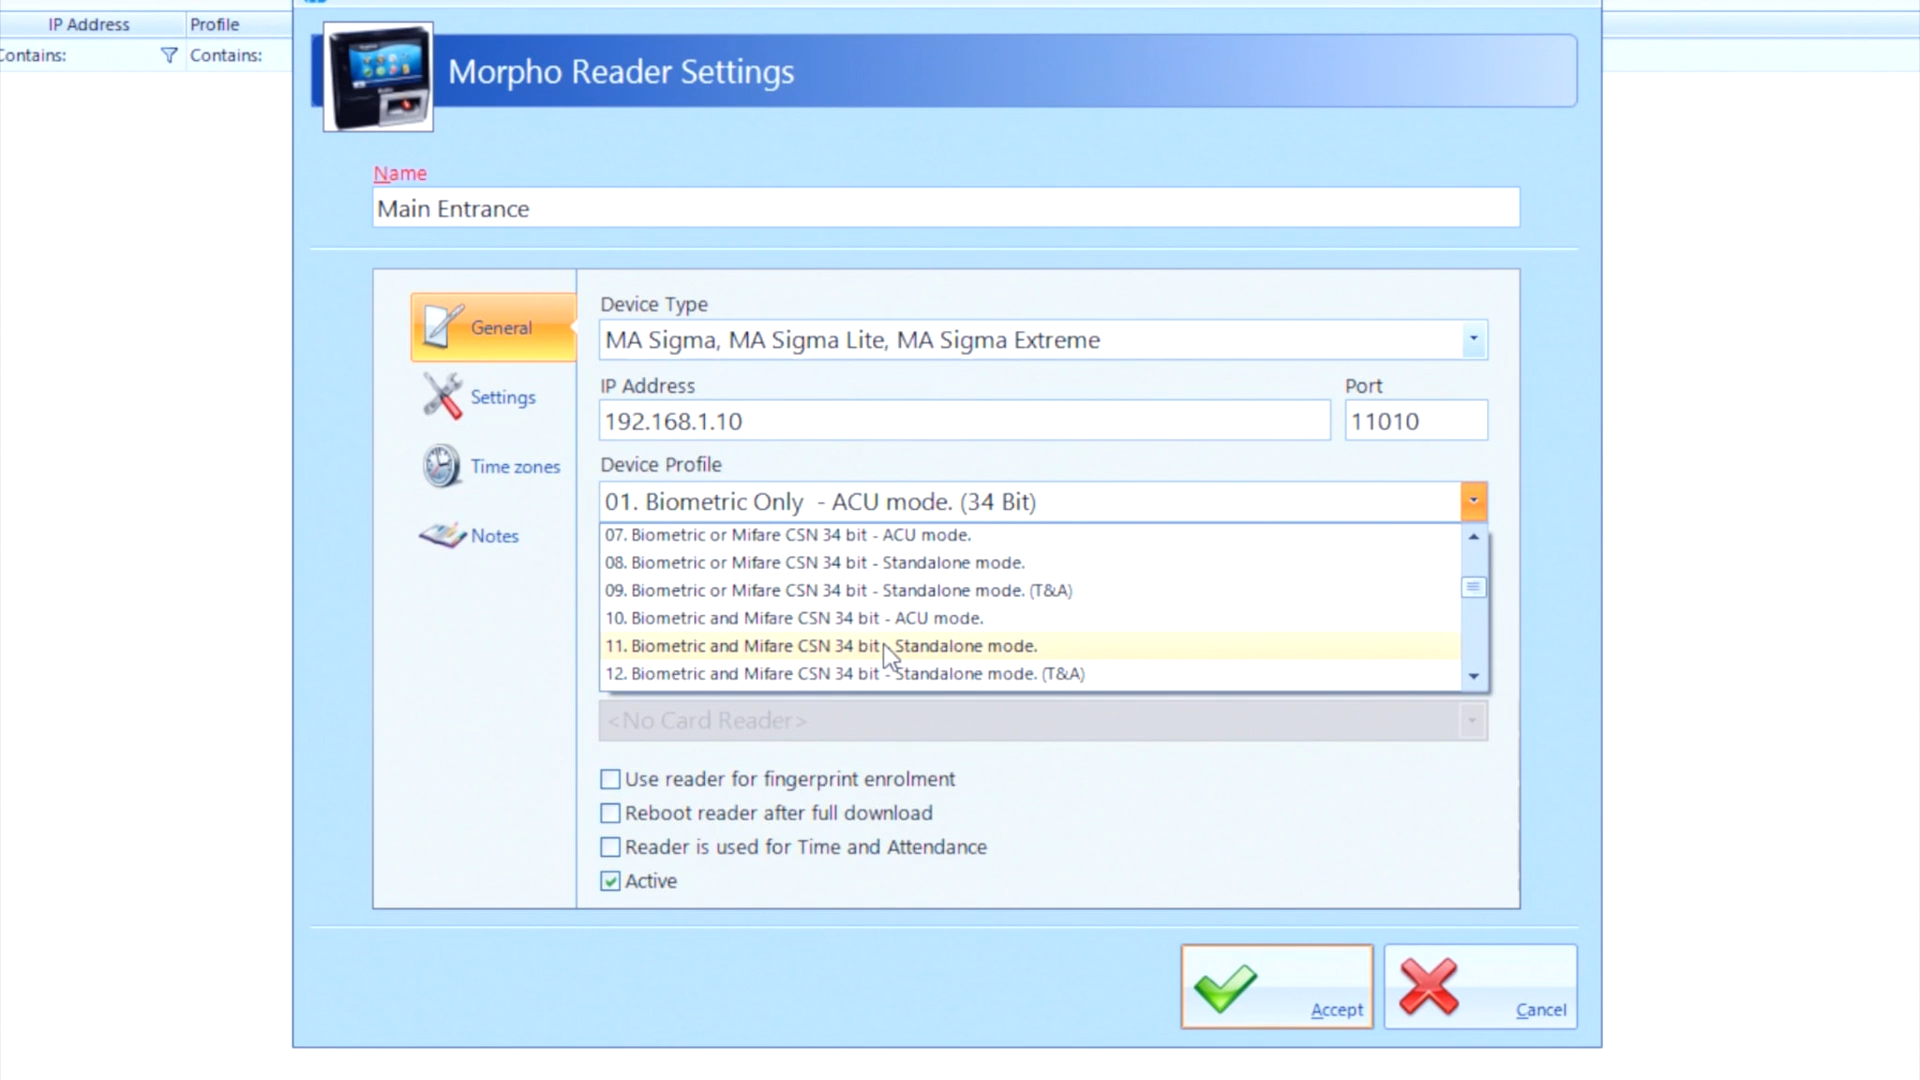 IP Address
Profile
Contains:
Contains:
Morpho Reader Settings
Name
Main Entrance
General
Settings
Time zones
Notes
Device Type
MA Sigma, MA Sigma Lite, MA Sigma Extreme
IP Address
Port
192.168.1.10
11010
Device Profile
01. Biometric Only  - ACU mode. (34 Bit)
07. Biometric or Mifare CSN 34 bit - ACU mode.
08. Biometric or Mifare CSN 34 bit - Standalone mode.
09. Biometric or Mifare CSN 34 bit - Standalone mode. (T&A)
10. Biometric and Mifare CSN 34 bit - ACU mode.
11. Biometric and Mifare CSN 34 bit - Standalone mode.
12. Biometric and Mifare CSN 34 bit - Standalone mode. (T&A)
<No Card Reader>
Use reader for fingerprint enrolment
Reboot reader after full download
Reader is used for Time and Attendance
Active
Accept
Cancel